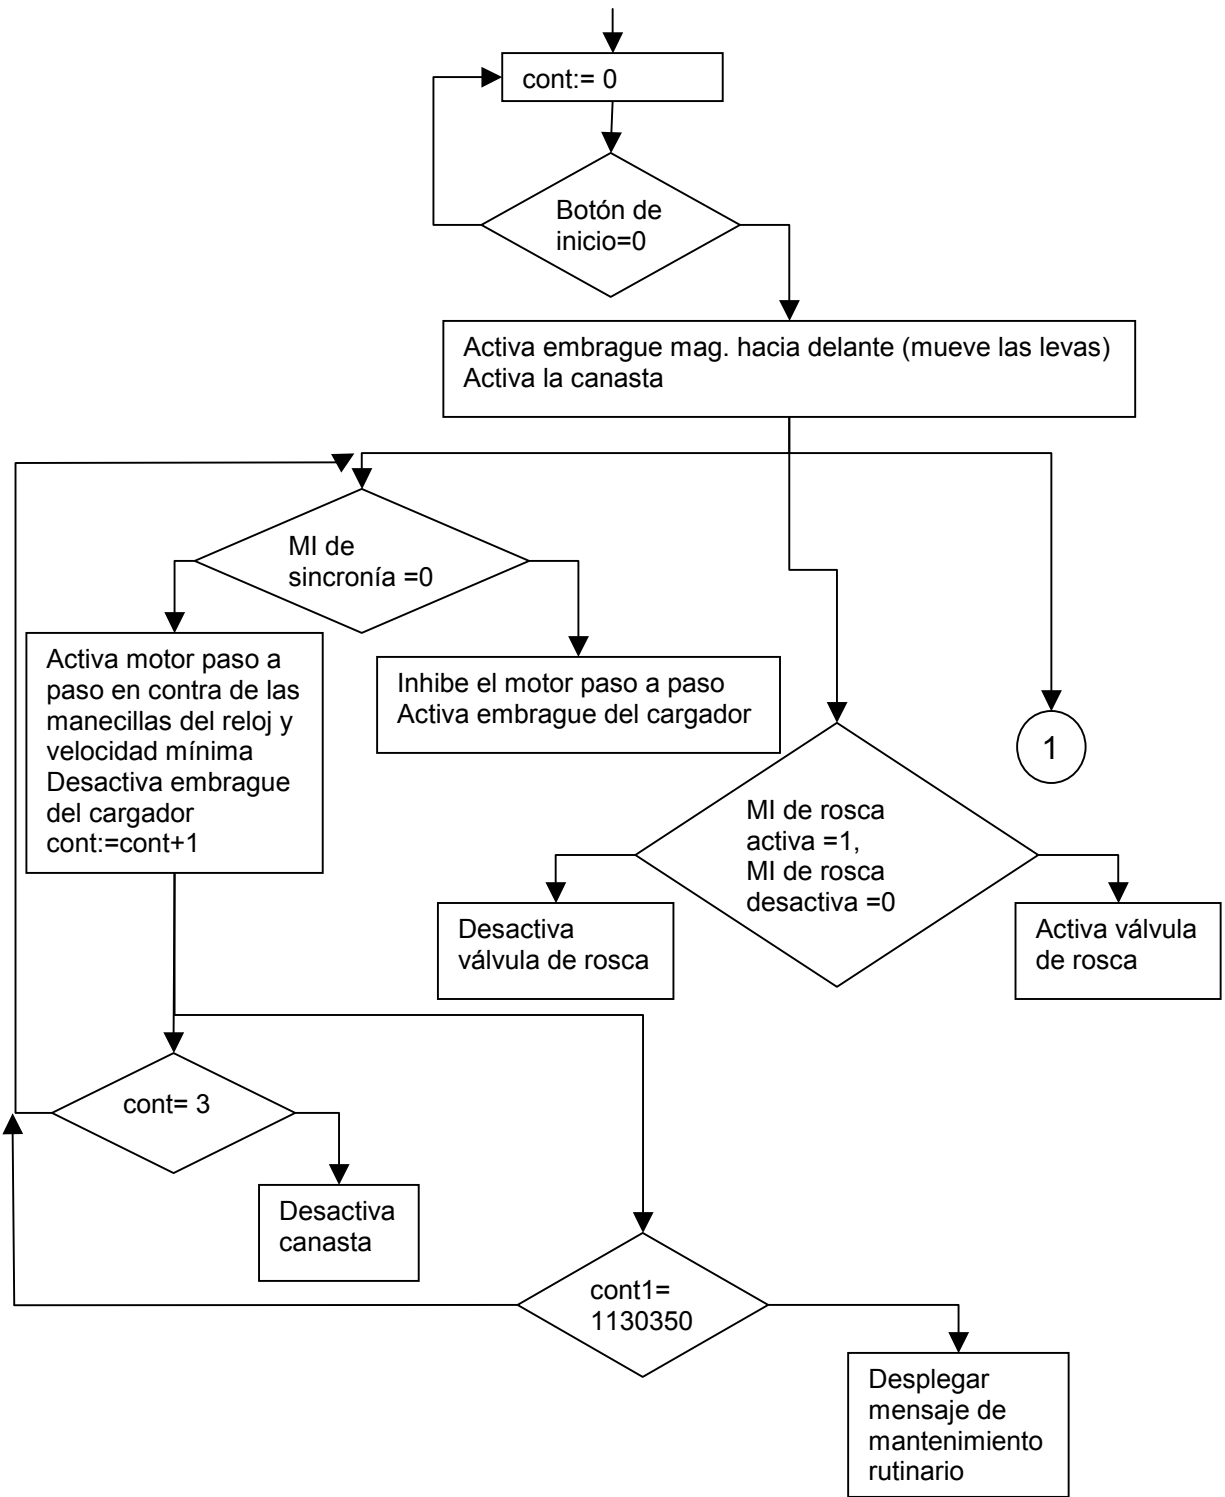 cont:= 0
Botón de
inicio=0
Activa embrague mag. hacia delante (mueve las levas)
Activa la canasta
MI de
sincronía =0
Activa motor paso a
paso en contra de las
manecillas del reloj y
velocidad mínima
Desactiva embrague
del cargador
cont:=cont+1
Inhibe el motor paso a paso
Activa embrague del cargador
1
MI de rosca
activa =1,
MI de rosca
desactiva =0
Desactiva
válvula de rosca
Activa válvula
de rosca
cont= 3
Desactiva
canasta
cont1=
1130350
Desplegar
mensaje de
mantenimiento
rutinario